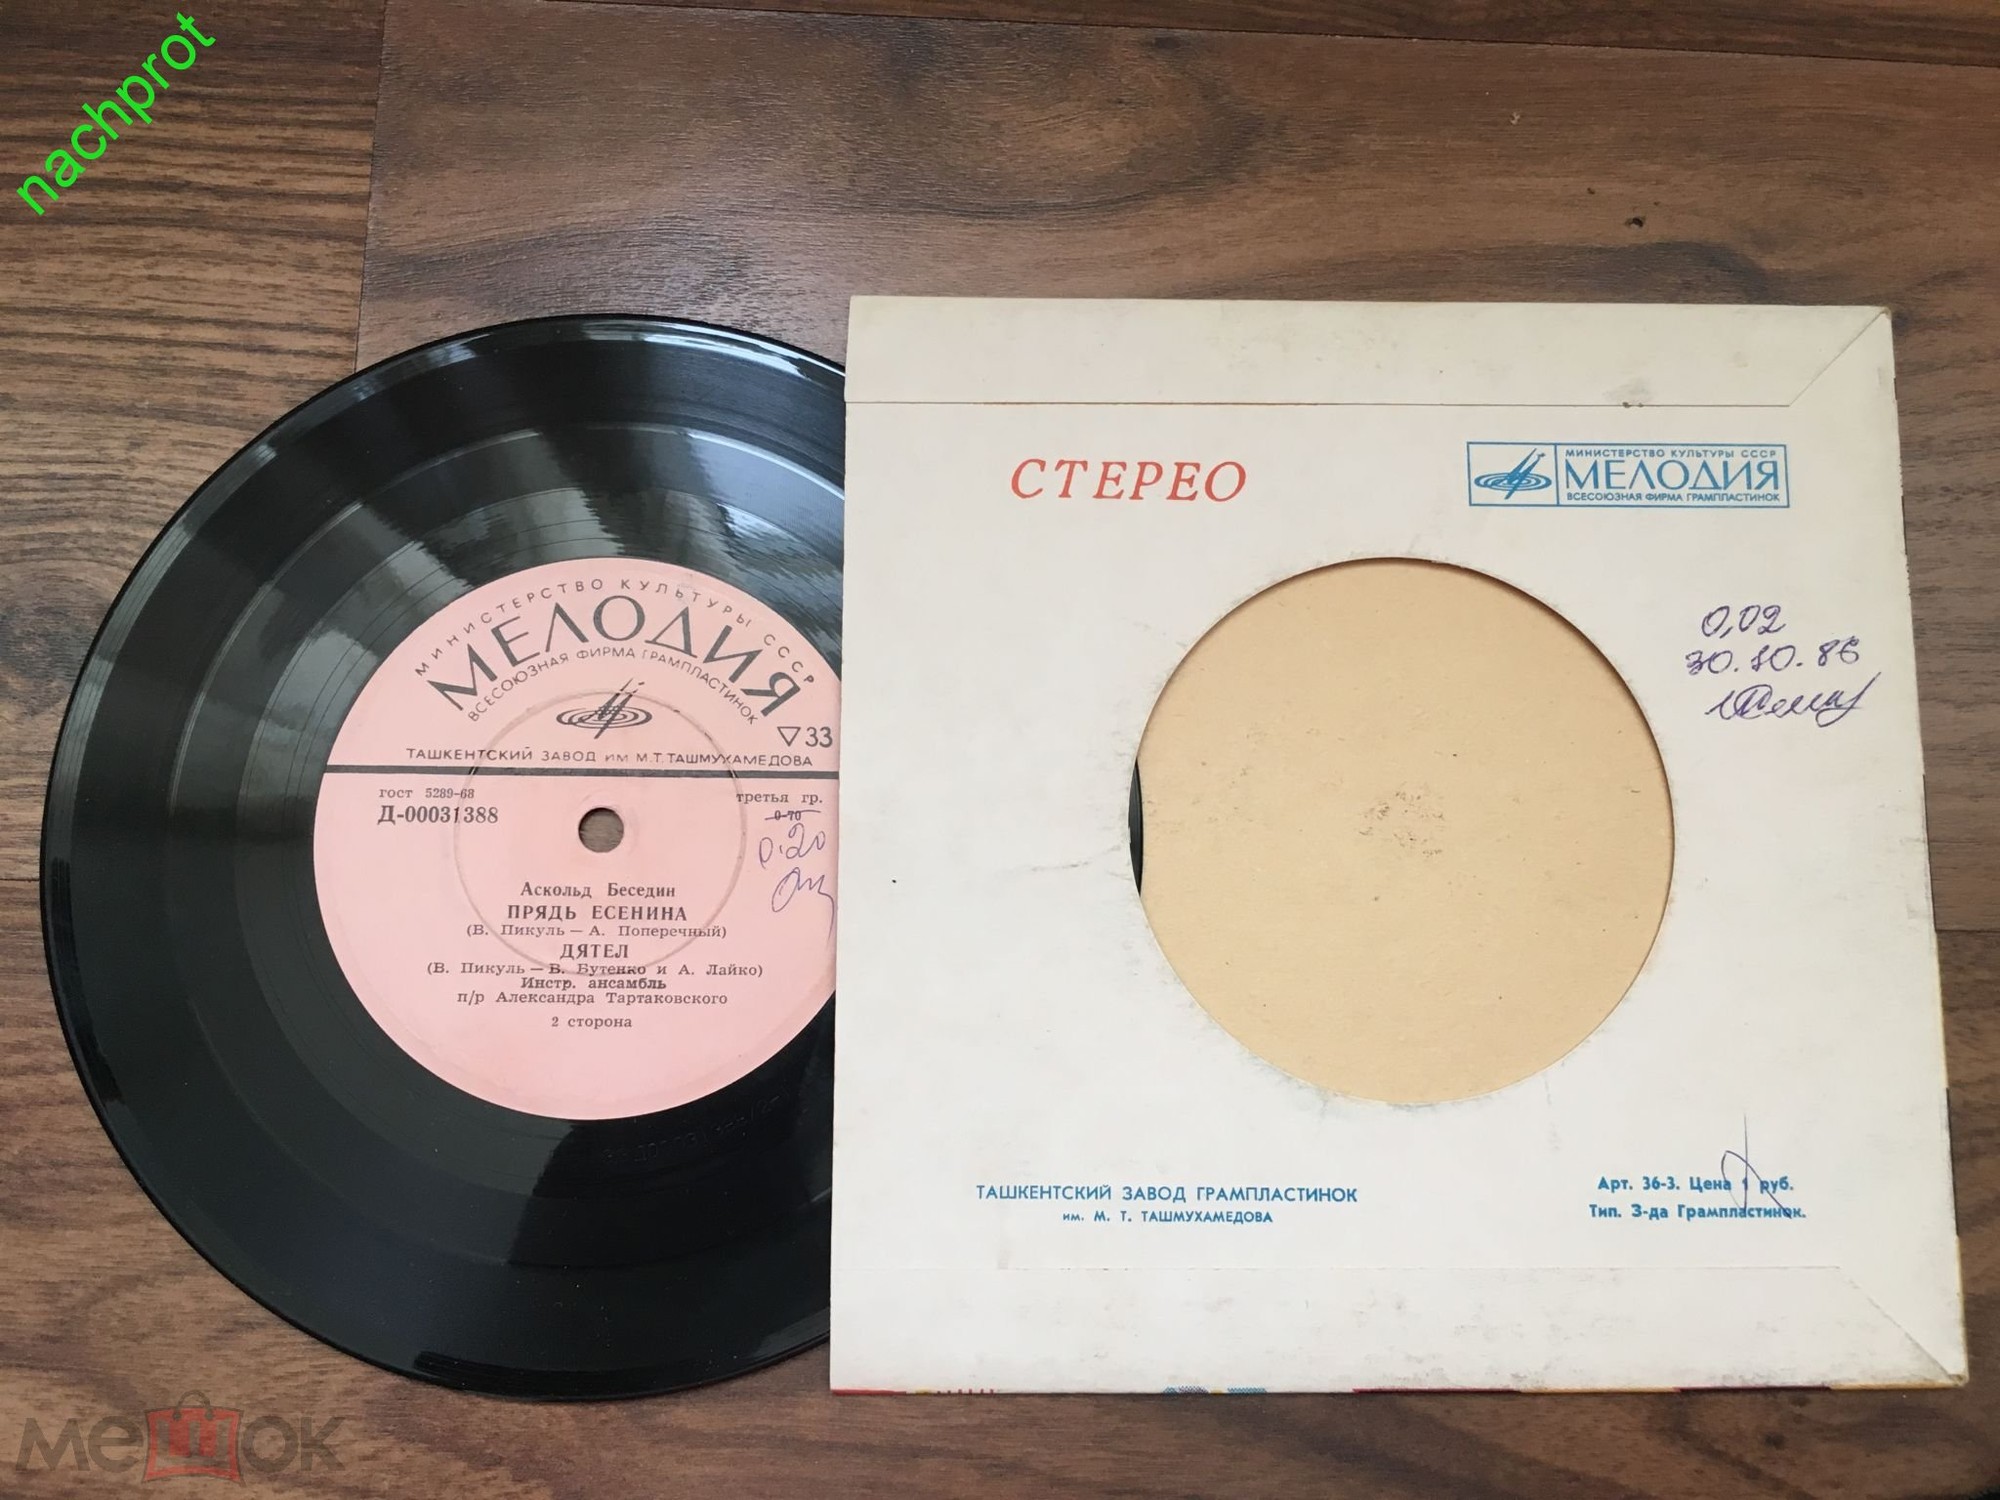 nachprot
МИНИСТЕРСТВО КУЛЬТУРЫ СССР
МЕЛОДИЯ
ВСЕСОЮЗНАЯ ФИРМА ГРАМПЛАСТИНОК
▽33
ТАШКЕНТСКИЙ ЗАВОД ИМ М.Т. ТАШМУХАМЕДОВА
гост 5289-68
Д-00031388
третья гр.
0-70
0.20
Аскольд Беседин
ПРЯДЬ ЕСЕНИНА
(В. Пикуль — А. Поперечный)
ДЯТЕЛ
(В. Пикуль — В. Бутенко и А. Лайко)
Инстр. ансамбль
п/р Александра Тартаковского
2 сторона
СТЕРЕО
МИНИСТЕРСТВО КУЛЬТУРЫ СССР
МЕЛОДИЯ
ВСЕСОЮЗНАЯ ФИРМА ГРАМПЛАСТИНОК
0,02
30.10.86
ТАШКЕНТСКИЙ ЗАВОД ГРАМПЛАСТИНОК
им. М. Т. ТАШМУХАМЕДОВА
Арт. 36-3. Цена 1 руб.
Тип. З-да Грампластинок.
мешок